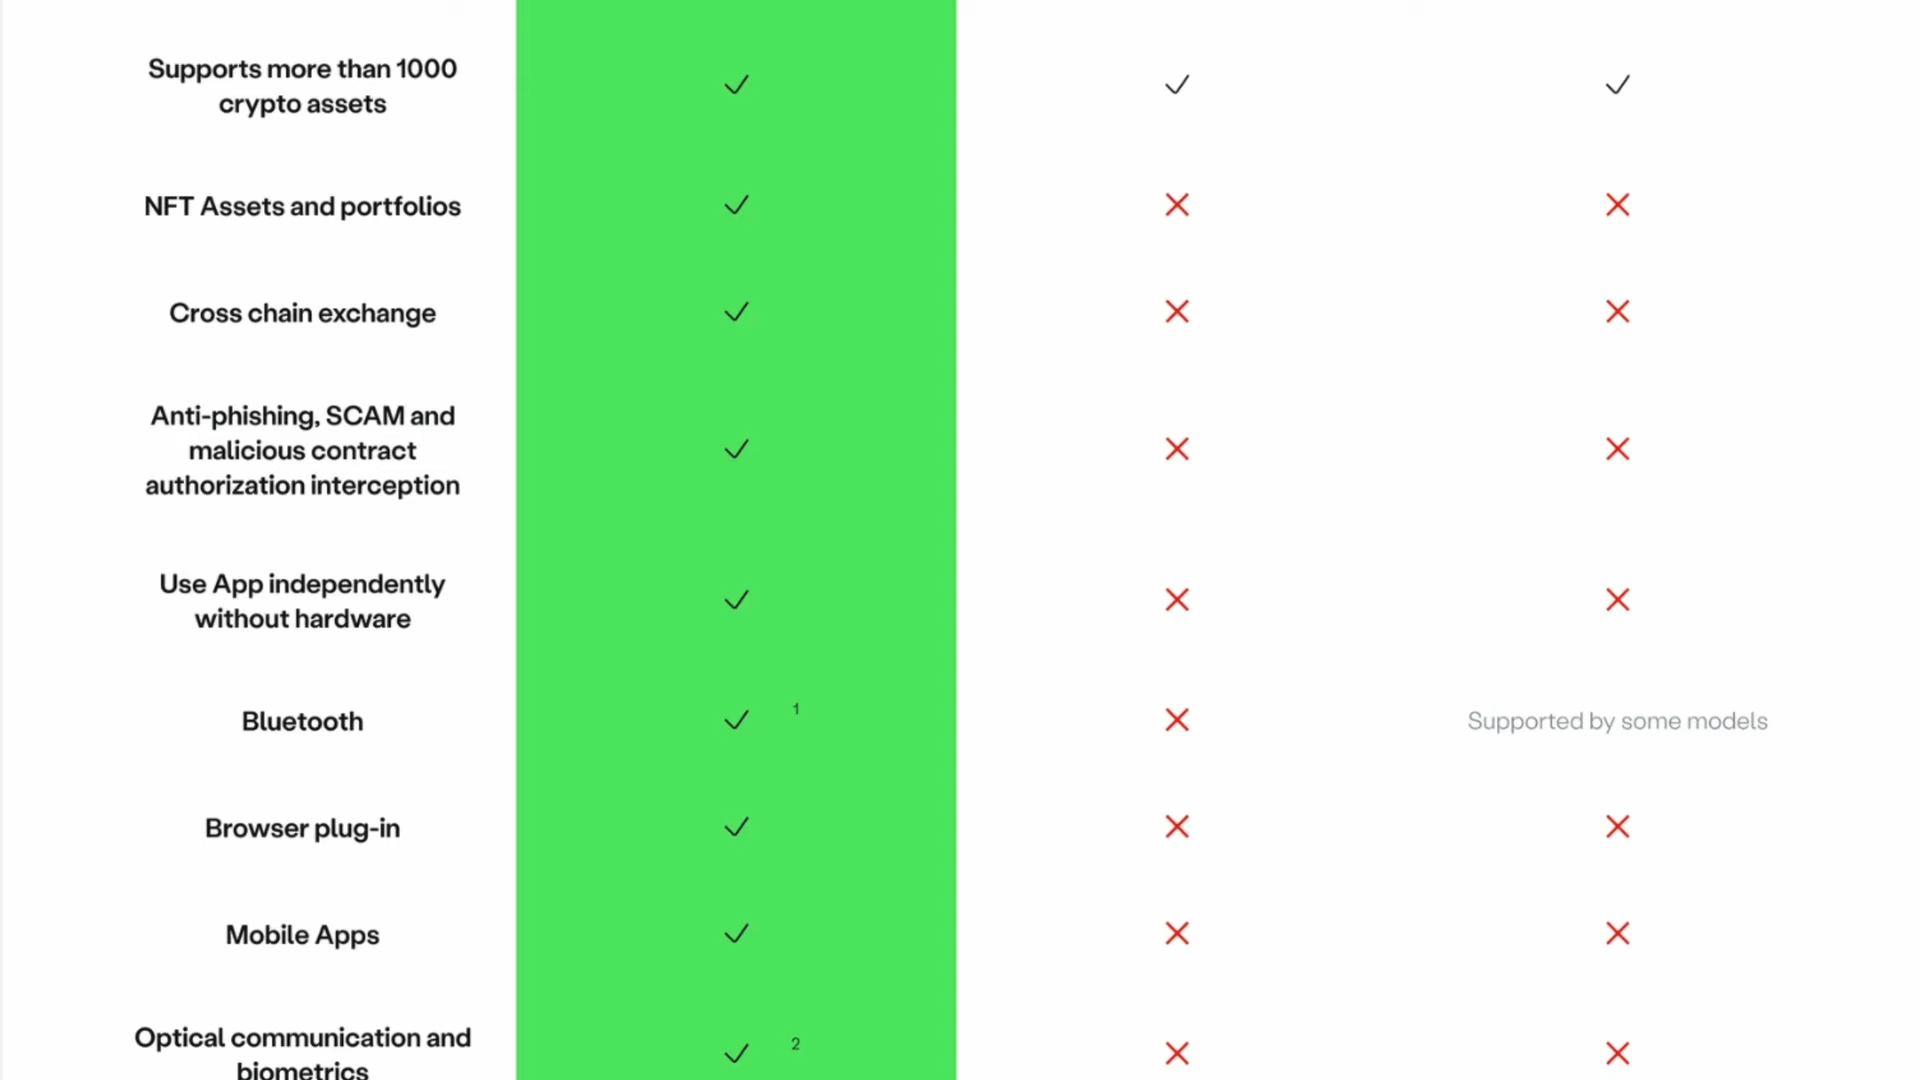 Supports more than 1000
crypto assets
NFT Assets and portfolios
Cross chain exchange
Anti-phishing, SCAM and
malicious contract
authorization interception
Use App independently
without hardware
Bluetooth
1
Supported by some models
Browser plug-in
Mobile Apps
Optical communication and
biometrics
2